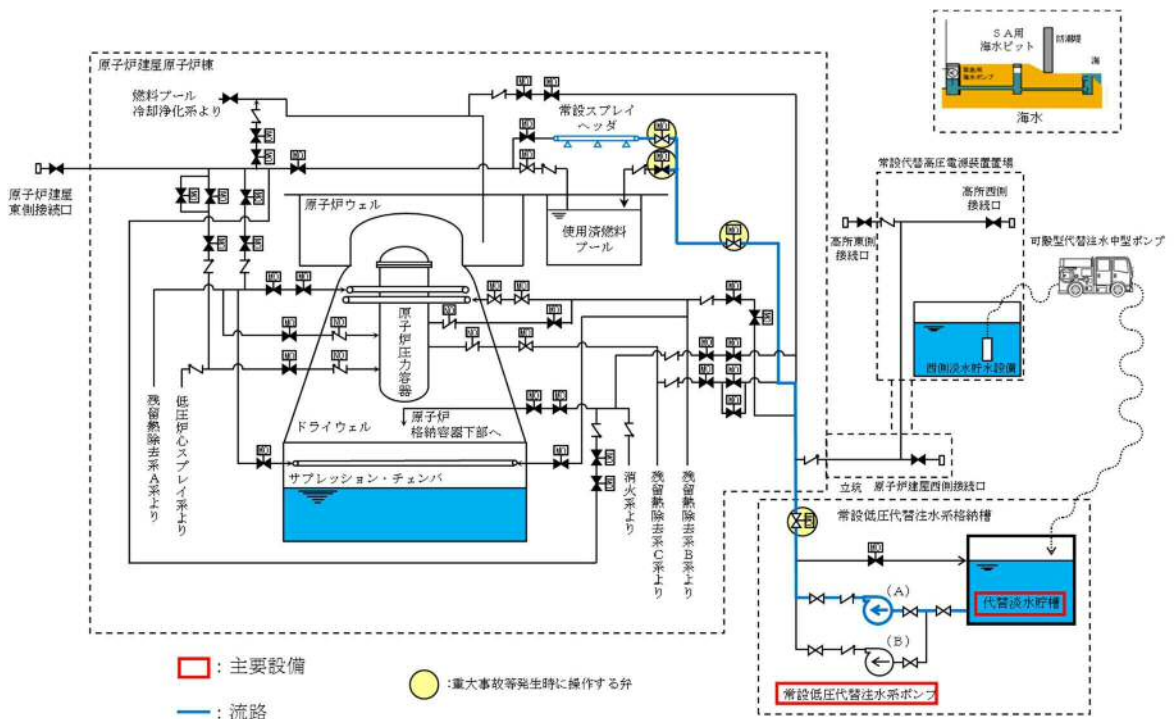 原子炉建屋原子炉棟
燃料プール
冷却浄化系より
常設スプレイ
ヘッダ
SA用
海水ピット
防潮堤
海
緊急用
海水ポンプ
海水
常設代替高圧電源装置置場
高所西側
接続口
高所東側
接続口
可搬型代替注水中型ポンプ
西側淡水貯水設備
原子炉建屋
東側接続口
原子炉ウェル
使用済燃料
プール
原子炉圧力容器
原子炉
格納容器下部へ
ドライウェル
サプレッション・チェンバ
残留熱除去系A系より
低圧炉心スプレイ系より
消火系より
残留熱除去系C系より
残留熱除去系B系より
立坑
原子炉建屋西側接続口
常設低圧代替注水系格納槽
(A)
代替淡水貯槽
(B)
常設低圧代替注水系ポンプ
:主要設備
:重大事故等発生時に操作する弁
:流路